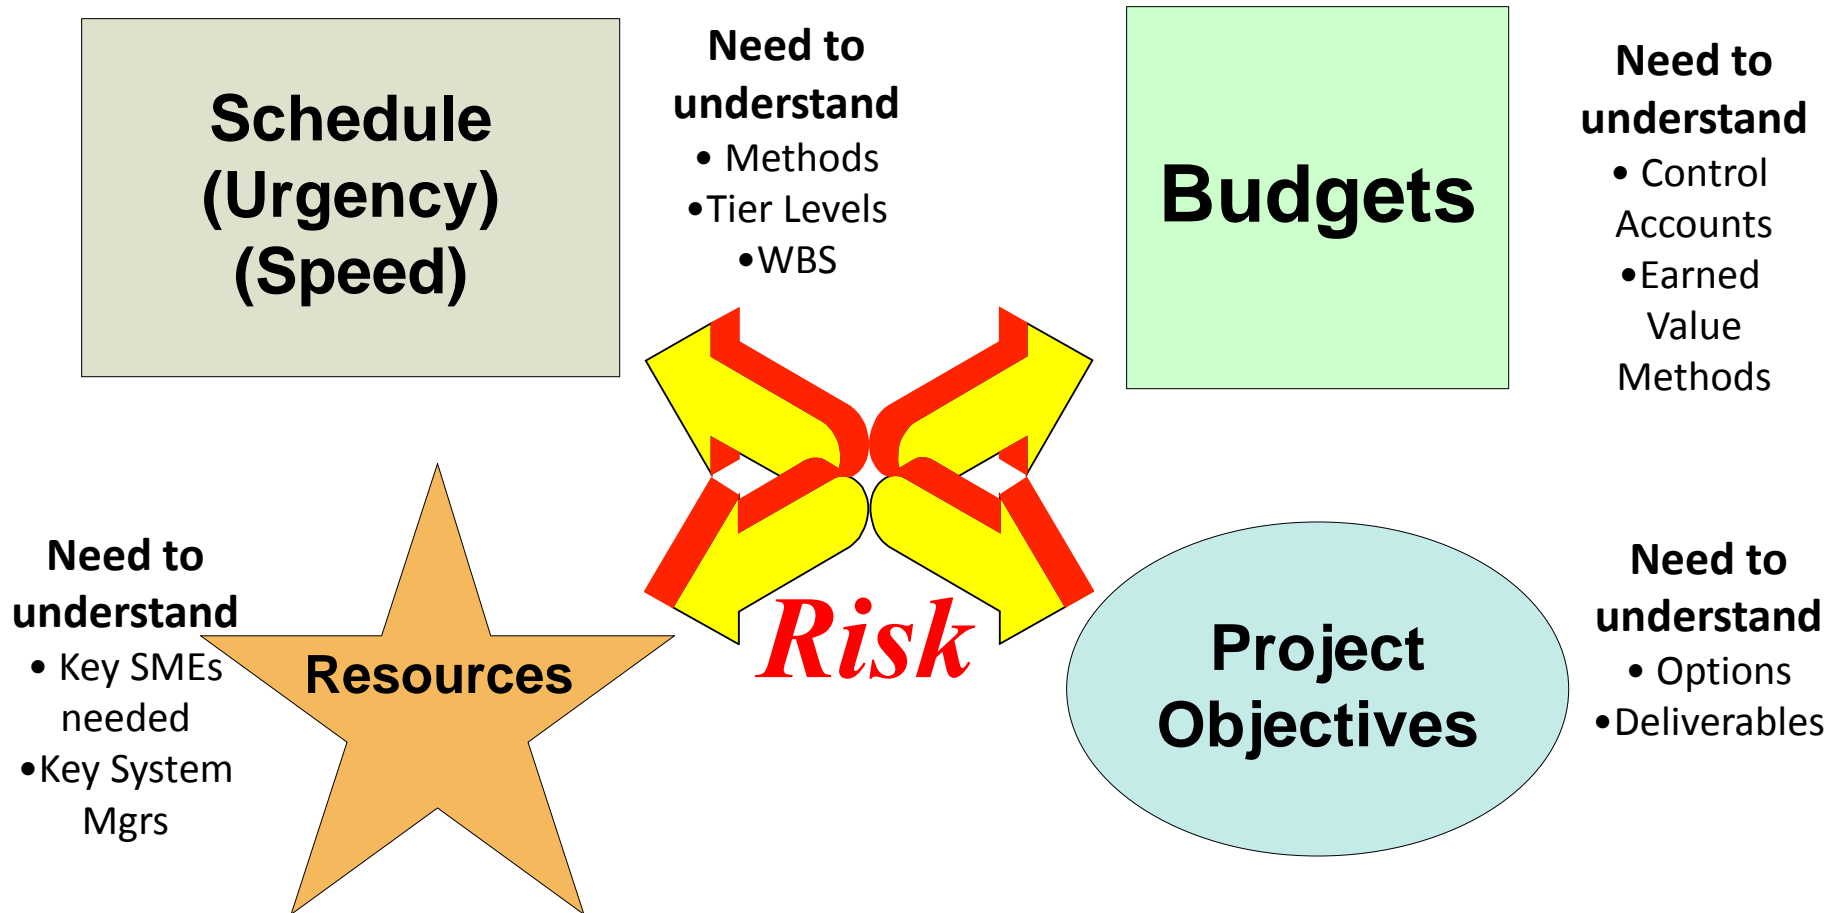 Schedule
(Urgency)
(Speed)
Need to
understand
• Methods
•Tier Levels
•WBS
Budgets
Need to
understand
• Control
Accounts
•Earned
Value
Methods
Need to
understand
• Key SMEs
needed
•Key System
Mgrs
Resources
Risk
Project
Objectives
Need to
understand
• Options
•Deliverables